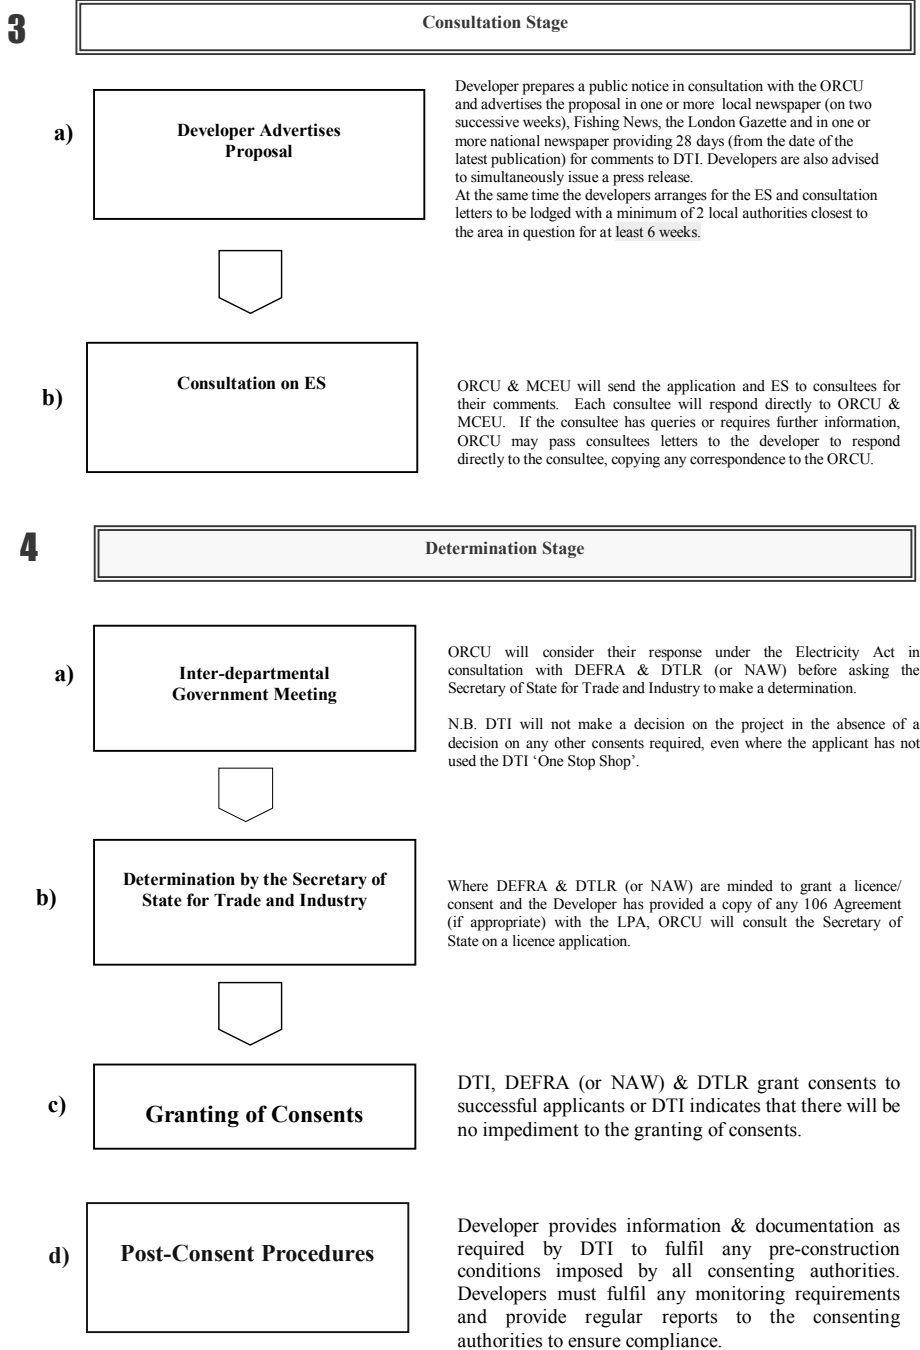 3
Consultation Stage
a)
Developer Advertises
Proposal
Developer prepares a public notice in consultation with the ORCU
and advertises the proposal in one or more local newspaper (on two
successive weeks), Fishing News, the London Gazette and in one or
more national newspaper providing 28 days (from the date of the
latest publication) for comments to DTI. Developers are also advised
to simultaneously issue a press release.
At the same time the developers arranges for the ES and consultation
letters to be lodged with a minimum of 2 local authorities closest to
the area in question for at least 6 weeks.
b)
Consultation on ES
ORCU & MCEU will send the application and ES to consultees for
their comments. Each consultee will respond directly to ORCU &
MCEU. If the consultee has queries or requires further information,
ORCU may pass consultees letters to the developer to respond
directly to the consultee, copying any correspondence to the ORCU.
4
Determination Stage
a)
Inter-departmental
Government Meeting
ORCU will consider their response under the Electricity Act in
consultation with DEFRA & DTLR (or NAW) before asking the
Secretary of State for Trade and Industry to make a determination.
N.B. DTI will not make a decision on the project in the absence of a
decision on any other consents required, even where the applicant has not
used the DTI ‘One Stop Shop’.
b)
Determination by the Secretary of
State for Trade and Industry
Where DEFRA & DTLR (or NAW) are minded to grant a licence/
consent and the Developer has provided a copy of any 106 Agreement
(if appropriate) with the LPA, ORCU will consult the Secretary of
State on a licence application.
c)
Granting of Consents
DTI, DEFRA (or NAW) & DTLR grant consents to
successful applicants or DTI indicates that there will be
no impediment to the granting of consents.
d)
Post-Consent Procedures
Developer provides information & documentation as
required by DTI to fulfil any pre-construction
conditions imposed by all consenting authorities.
Developers must fulfil any monitoring requirements
and provide regular reports to the consenting
authorities to ensure compliance.